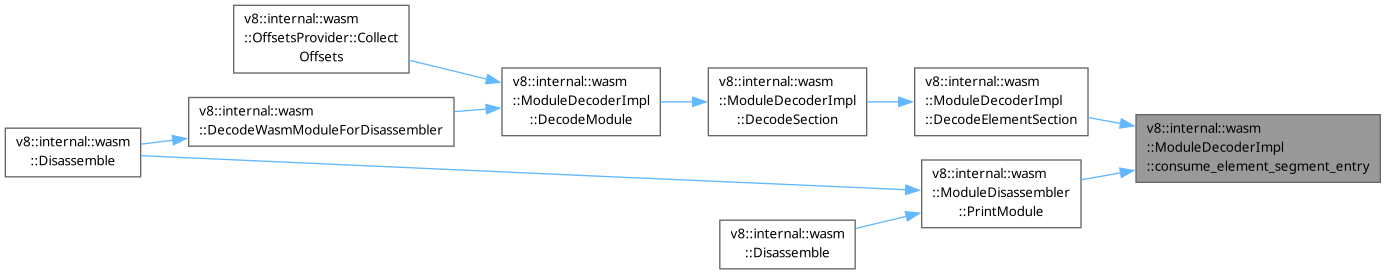 v8::internal::wasm
::OffsetsProvider::Collect
Offsets
v8::internal::wasm
::DecodeWasmModuleForDisassembler
v8::internal::wasm
::Disassemble
v8::internal::wasm
::ModuleDecoderImpl
::DecodeModule
v8::internal::wasm
::ModuleDecoderImpl
::DecodeSection
v8::internal::wasm
::ModuleDecoderImpl
::DecodeElementSection
v8::internal::wasm
::ModuleDecoderImpl
::consume_element_segment_entry
v8::internal::wasm
::ModuleDisassembler
::PrintModule
v8::internal::wasm
::Disassemble